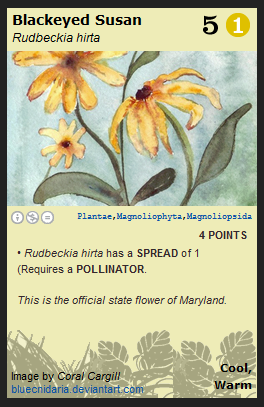 Blackeyed Susan
Rudbeckia hirta
5 1
Plantae,Magnoliophyta,Magnoliopsida
4 POINTS
• Rudbeckia hirta has a SPREAD of 1
(Requires a POLLINATOR.
This is the official state flower of Maryland.
Cool,
Warm
Image by Coral Cargill
bluecnidaria.deviantart.com